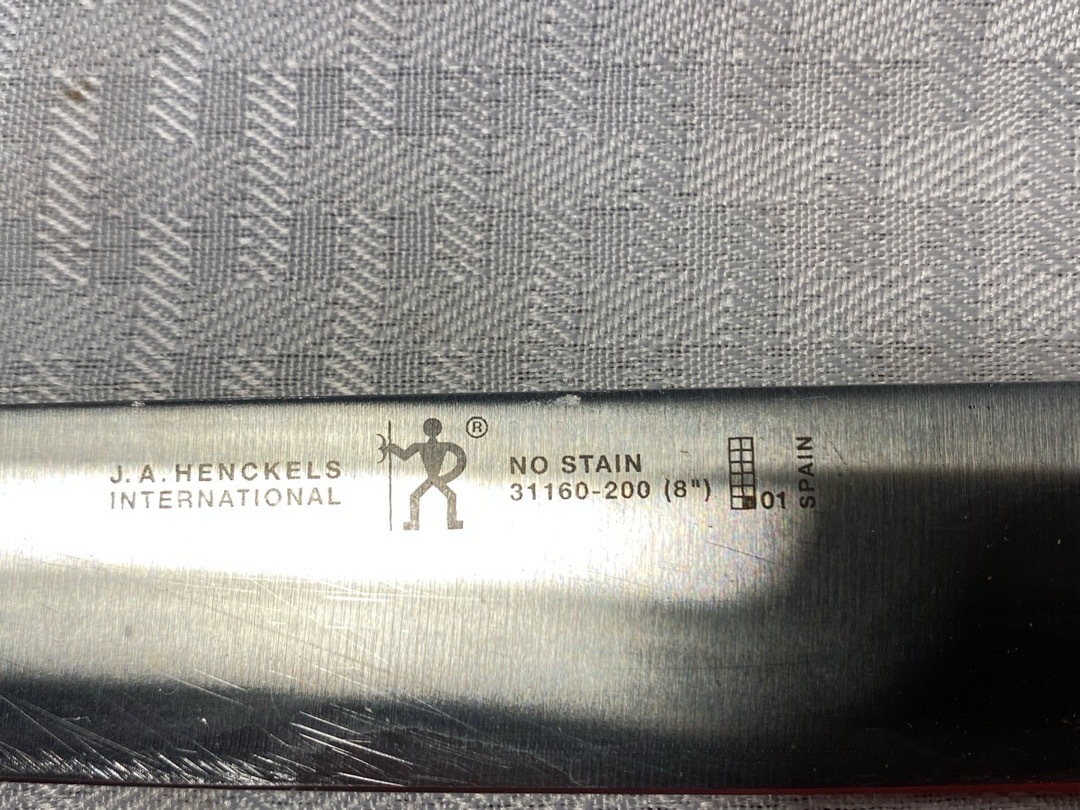 J.A. HENCKELS
INTERNATIONAL
®
NO STAIN
31160-200 (8")
01
SPAIN